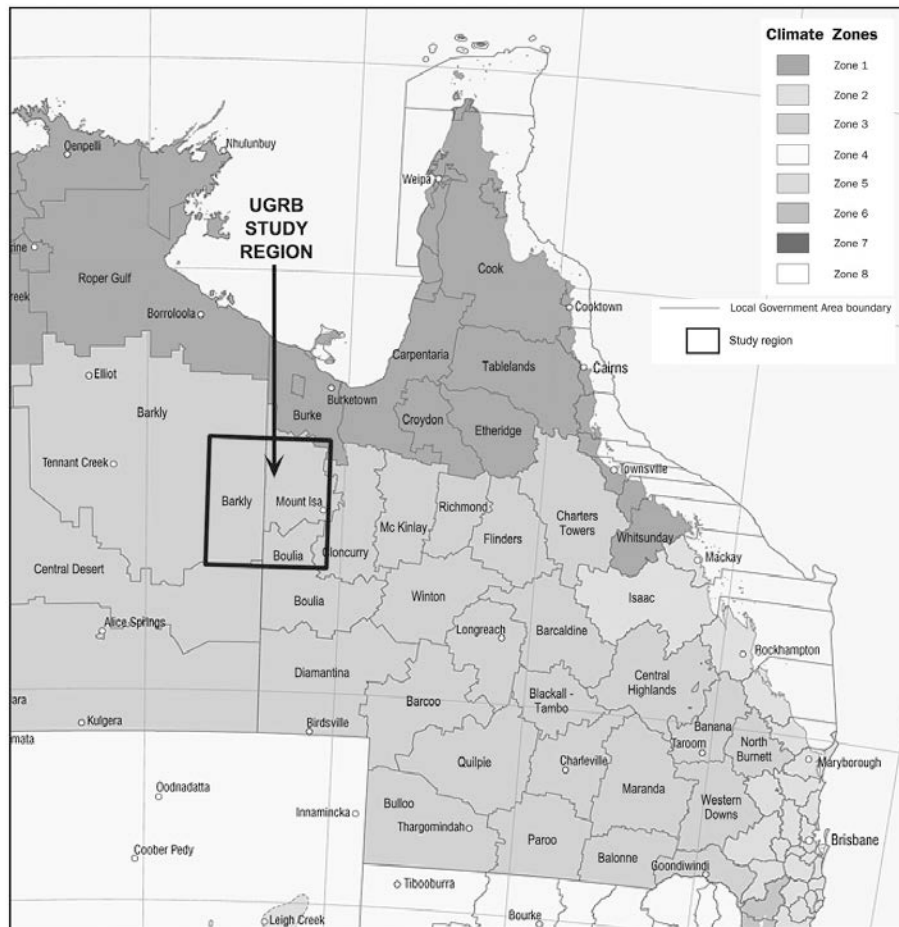 Climate Zones
Zone 1
Zone 2
Zone 3
Zone 4
Zone 5
Zone 6
Zone 7
Zone 8
Local Government Area boundary
Study region
Oenpelli
Nhulunbuy
Weipa
UGRB
STUDY
REGION
rine
Cook
Roper Gulf
reek
Cooktown
Borroloola
Carpentaria
Tablelands
Cairns
Elliot
Burketown
Barkly
Burke
Croydon
Etheridge
Tennant Creek
Townsville
Barkly
Mount Isa
Richmond
Mc Kinlay
Charters
Towers
Flinders
Whitsunday
Boulia
Cloncurry
Mackay
Central Desert
Boulia
Winton
Isaac
Alice Springs
Longreach
Barcaldine
Rockhampton
Diamantina
Central
Highlands
ara
Barcoo
Blackall -
Tambo
Kulgera
Birdsville
Banana
mata
Taroom
North
Burnett
Quilpie
Charleville
Maryborough
Oodnadatta
Maranda
Western
Downs
Innamincka
Bulloo
Thargomindah
Paroo
Brisbane
Coober Pedy
Balonne
Goondiwindi
Tibooburra
Leigh Creek
Bourke